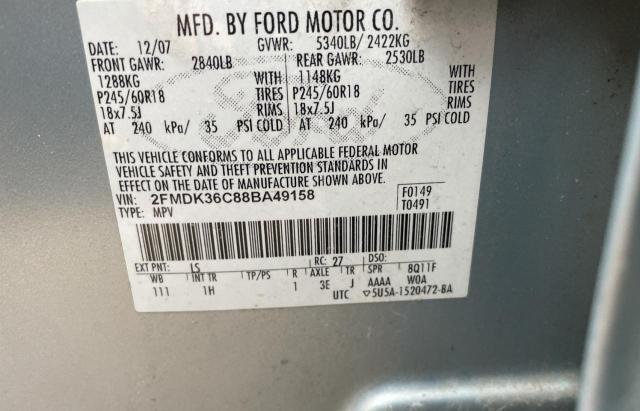 MFD. BY FORD MOTOR CO.
DATE: 12/07 GVWR: 5340LB/ 2422KG
FRONT GAWR: 2840LB REAR GAWR: 2530LB
1288KG WITH 1148KG WITH
P245/60R18 TIRES P245/60R18 TIRES
18x7.5J RIMS 18x7.5J RIMS
AT 240 kPa/ 35 PSI COLD AT 240 kPa/ 35 PSI COLD
THIS VEHICLE CONFORMS TO ALL APPLICABLE FEDERAL MOTOR
VEHICLE SAFETY AND THEFT PREVENTION STANDARDS IN
EFFECT ON THE DATE OF MANUFACTURE SHOWN ABOVE.
VIN: 2FMDK36C88BA49158 F0149
TYPE: MPV T0491
EXT PNT: LS RC: 27 DSO:
WB INT TR TP/PS R AXLE TR SPR 8Q11F
111 1H 1 3E J AAAA WOA
UTC ▽5U5A-1520472-BA
Ford